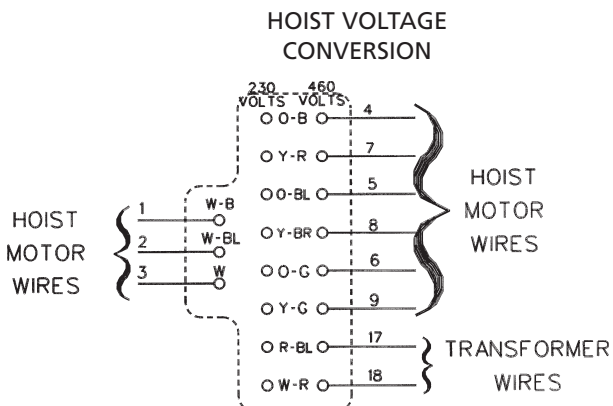 HOIST VOLTAGE
CONVERSION
230 460
VOLTS VOLTS
O-B 4
Y-R 7
O-BL 5
Y-BR 8
O-G 6
Y-G 9
R-BL 17
W-R 18
HOIST
MOTOR
WIRES
1 W-B
2 W-BL
3 W
HOIST
MOTOR
WIRES
TRANSFORMER
WIRES